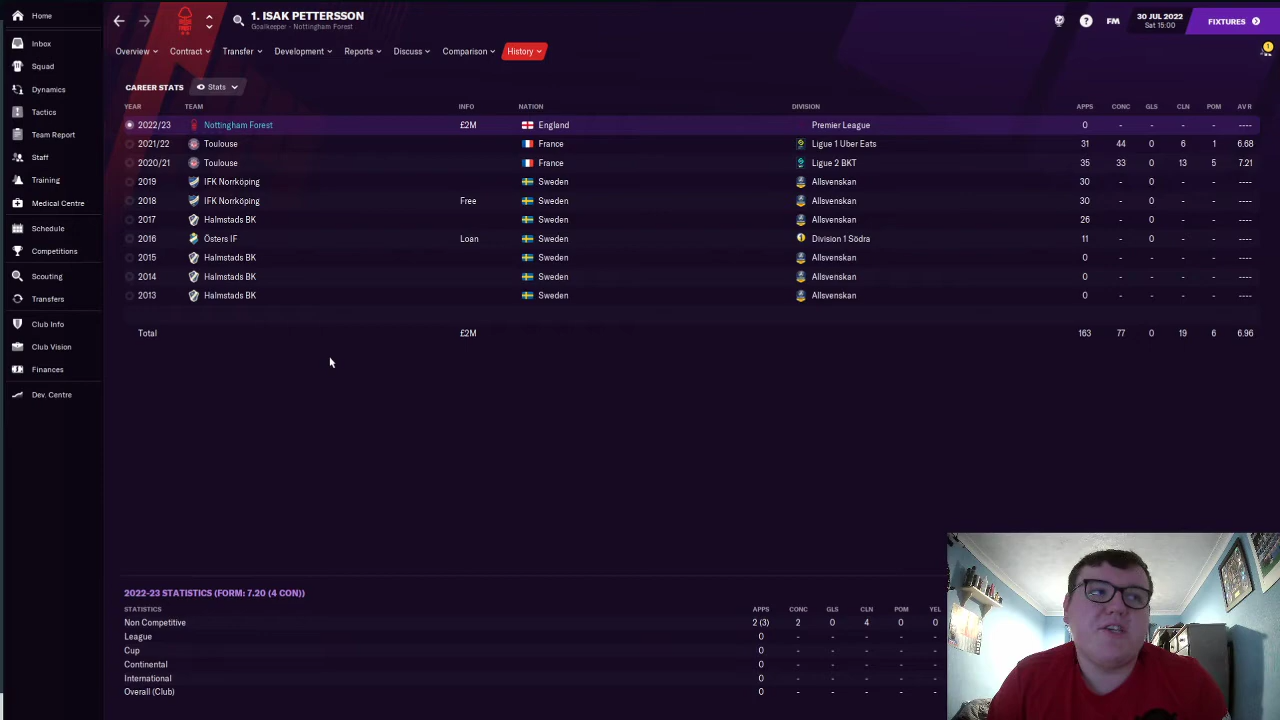 Home
1. ISAK PETTERSSON
Goalkeeper - Nottingham Forest
FM
30 JUL 2022
Sat 15:00
FIXTURES
1
Overview Contract Transfer Development Reports Discuss Comparison History
Inbox
Squad
Dynamics
Tactics
Team Report
Staff
Training
Medical Centre
Schedule
Competitions
Scouting
Transfers
Club Info
Club Vision
Finances
Dev. Centre
CAREER STATS Stats
YEAR TEAM INFO NATION DIVISION APPS CONC GLS CLN POM AV R
2022/23 Nottingham Forest £2M England Premier League 0 - 0 - - ----
2021/22 Toulouse France Ligue 1 Uber Eats 31 44 0 6 1 6.68
2020/21 Toulouse France Ligue 2 BKT 35 33 0 13 5 7.21
2019 IFK Norrköping Sweden Allsvenskan 30 - 0 - - ----
2018 IFK Norrköping Free Sweden Allsvenskan 30 - 0 - - ----
2017 Halmstads BK Sweden Allsvenskan 26 - 0 - - ----
2016 Östers IF Loan Sweden Division 1 Södra 11 - 0 - - ----
2015 Halmstads BK Sweden Allsvenskan 0 - 0 - - ----
2014 Halmstads BK Sweden Allsvenskan 0 - 0 - - ----
2013 Halmstads BK Sweden Allsvenskan 0 - 0 - - ----
Total £2M 163 77 0 19 6 6.96
2022-23 STATISTICS (FORM: 7.20 (4 CON))
STATISTICS APPS CONC GLS CLN POM YEL
Non Competitive 2 (3) 2 0 4 0 0
League 0 - - - - -
Cup 0 - - - - -
Continental 0 - - - - -
International 0 - - - - -
Overall (Club) 0 - - - - -